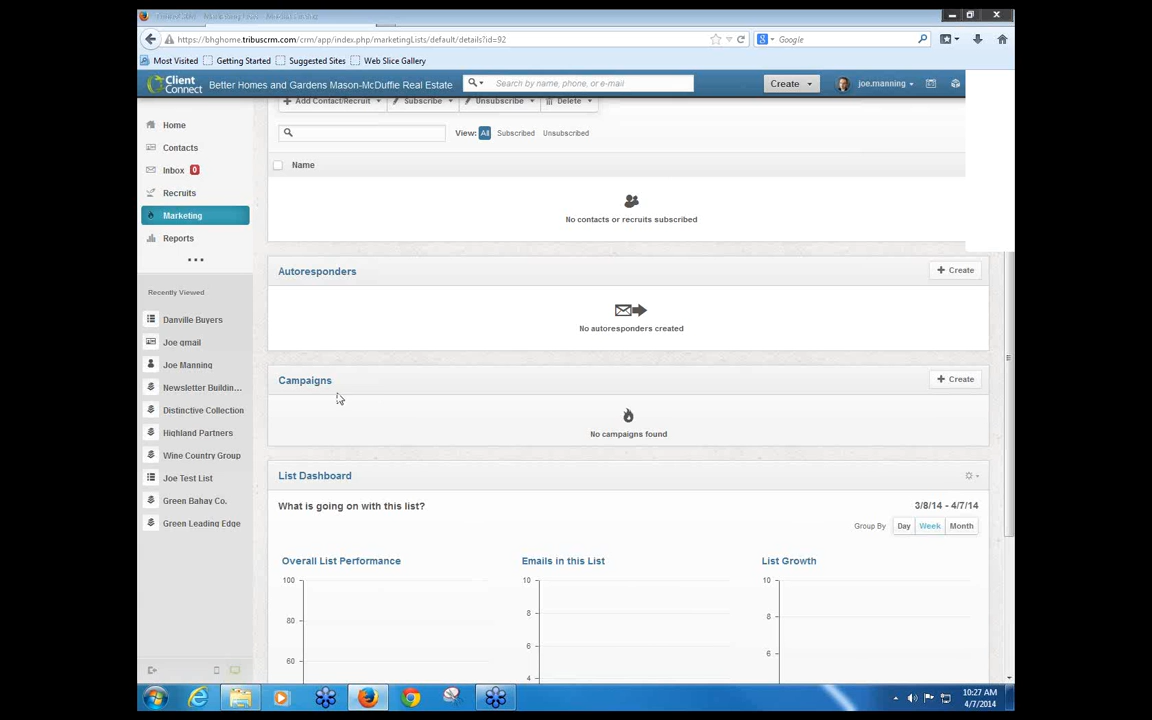 https://bhghome.tribuscrm.com/crm/app/index.php/marketingLists/default/details?id=92
Google
Most Visited
Getting Started
Suggested Sites
Web Slice Gallery
Client Connect
Better Homes and Gardens Mason-McDuffie Real Estate
Search by name, phone, or e-mail
Create
joe.manning
Add Contact/Recruit
Subscribe
Unsubscribe
Delete
Home
Contacts
Inbox 0
Recruits
Marketing
Reports
View: All Subscribed Unsubscribed
Name
No contacts or recruits subscribed
Autoresponders
+ Create
No autoresponders created
Campaigns
+ Create
No campaigns found
Recently Viewed
Danville Buyers
Joe gmail
Joe Manning
Newsletter Buildin...
Distinctive Collection
Highland Partners
Wine Country Group
Joe Test List
Green Bahay Co.
Green Leading Edge
List Dashboard
What is going on with this list?
3/8/14 - 4/7/14
Group By Day Week Month
Overall List Performance
100
80
60
Emails in this List
10
8
6
4
List Growth
10
8
6
10:27 AM
4/7/2014